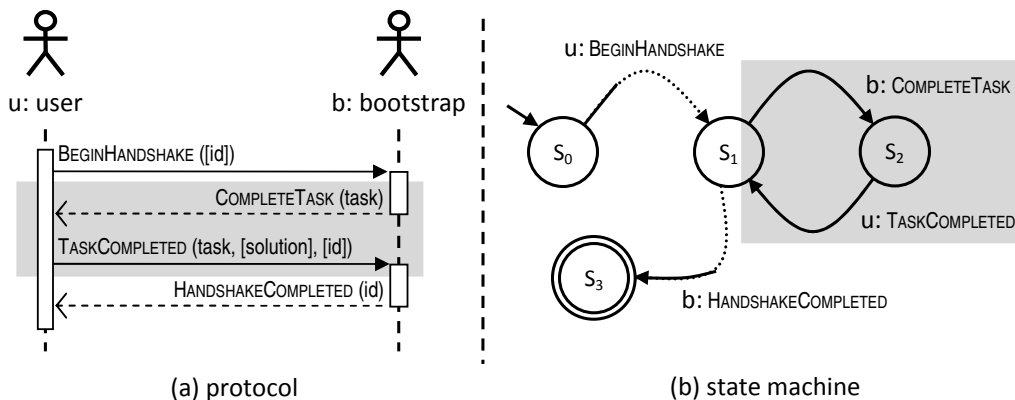 u: user
b: bootstrap
BEGINHANDSHAKE ([id])
COMPLETETASK (task)
TASKCOMPLETED (task, [solution], [id])
HANDSHAKECOMPLETED (id)
(a) protocol
u: BEGINHANDSHAKE
b: COMPLETETASK
S0
S1
S2
u: TASKCOMPLETED
S3
b: HANDSHAKECOMPLETED
(b) state machine